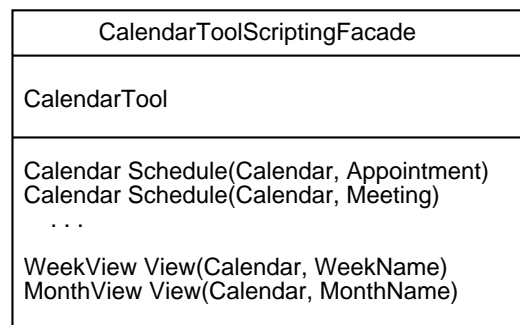 CalendarToolScriptingFacade
CalendarTool
Calendar Schedule(Calendar, Appointment)
Calendar Schedule(Calendar, Meeting)
. . .
WeekView View(Calendar, WeekName)
MonthView View(Calendar, MonthName)